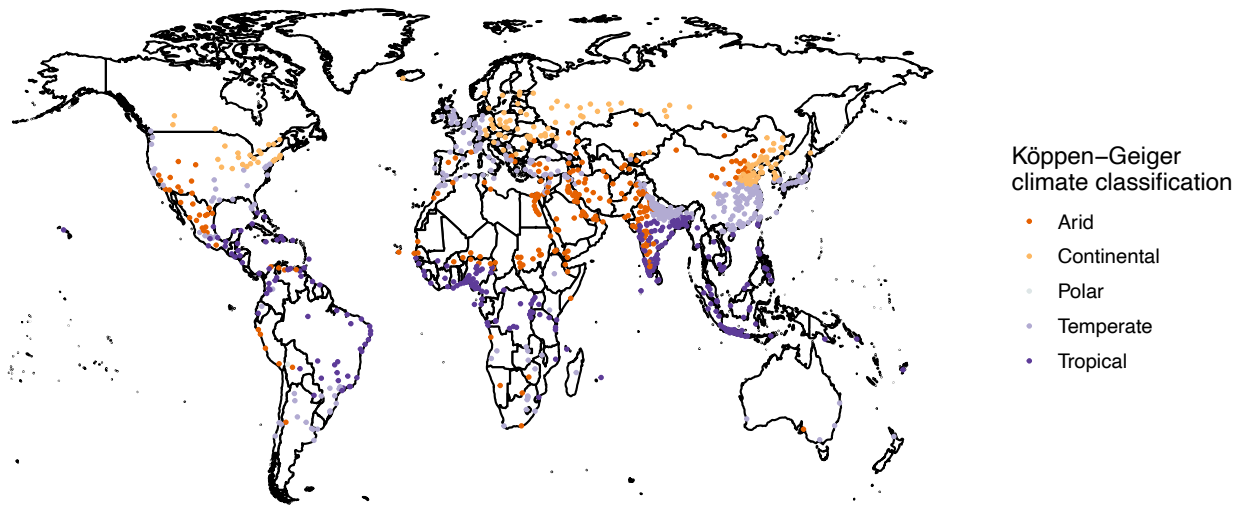 Köppen−Geiger
climate classification
Arid
Continental
Polar
Temperate
Tropical